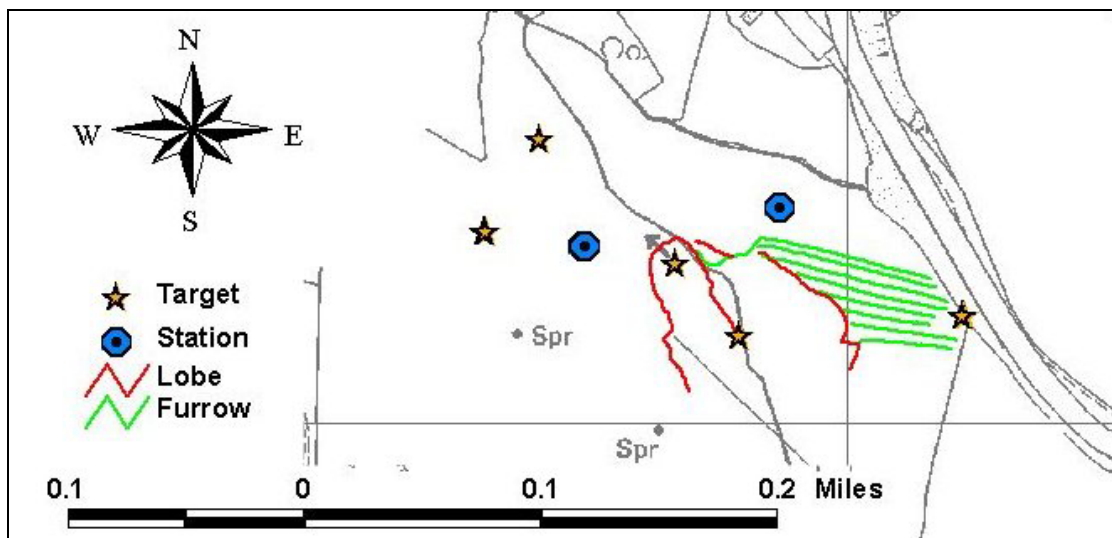 N
W E
S
Target
Station
Lobe
Furrow
Spr
Spr
0.1 0 0.1 0.2 Miles